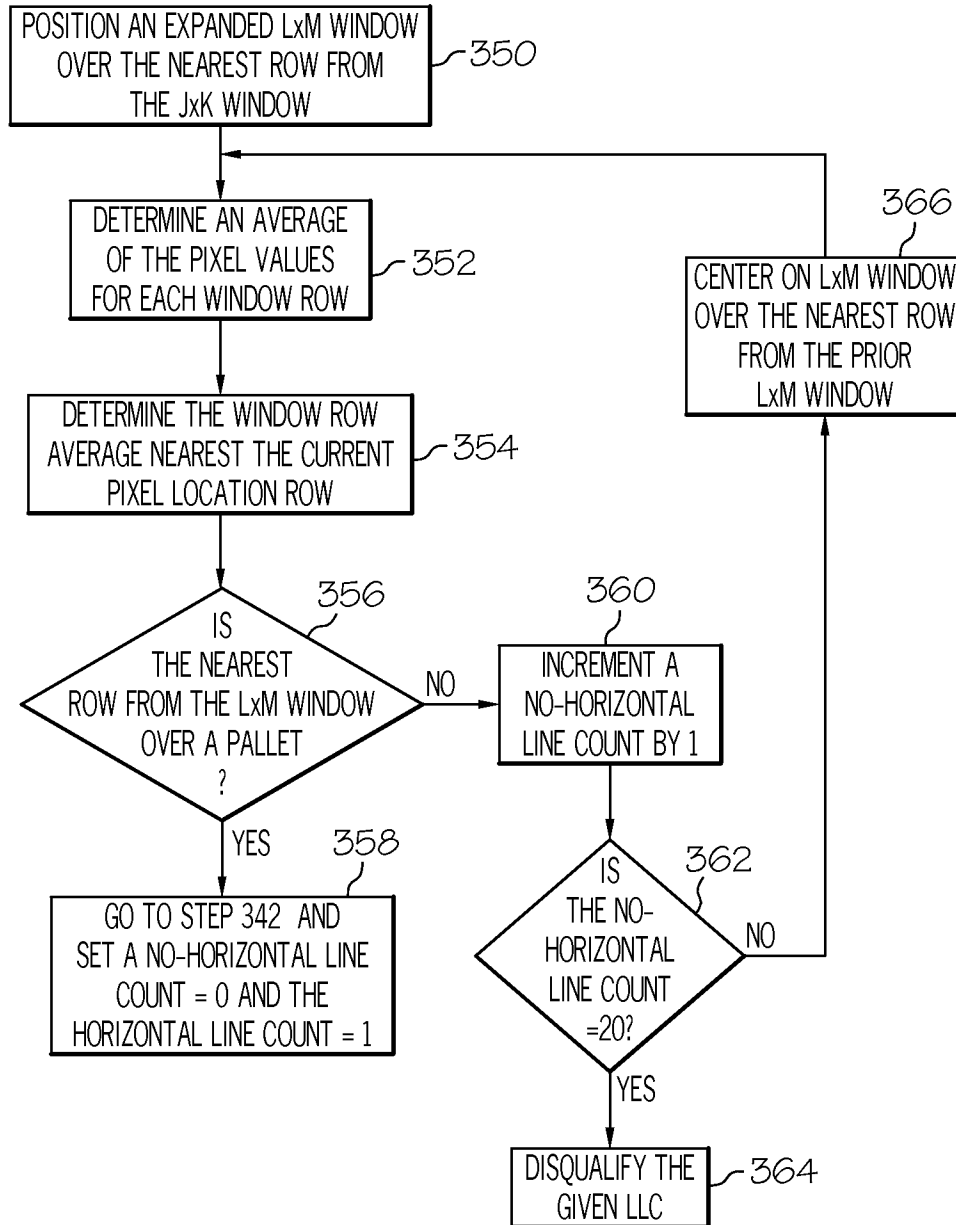 POSITION AN EXPANDED LxM WINDOW
OVER THE NEAREST ROW FROM
THE JxK WINDOW
350
DETERMINE AN AVERAGE
OF THE PIXEL VALUES
FOR EACH WINDOW ROW
352
366
CENTER ON LxM WINDOW
OVER THE NEAREST ROW
FROM THE PRIOR
LxM WINDOW
DETERMINE THE WINDOW ROW
AVERAGE NEAREST THE CURRENT
PIXEL LOCATION ROW
354
356
IS
THE NEAREST
ROW FROM THE LxM WINDOW
OVER A PALLET
?
NO
YES
360
INCREMENT A
NO-HORIZONTAL
LINE COUNT BY 1
358
GO TO STEP 342 AND
SET A NO-HORIZONTAL LINE
COUNT = 0 AND THE
HORIZONTAL LINE COUNT = 1
362
IS
THE NO-
HORIZONTAL
LINE COUNT
=20?
NO
YES
DISQUALIFY THE
GIVEN LLC
364